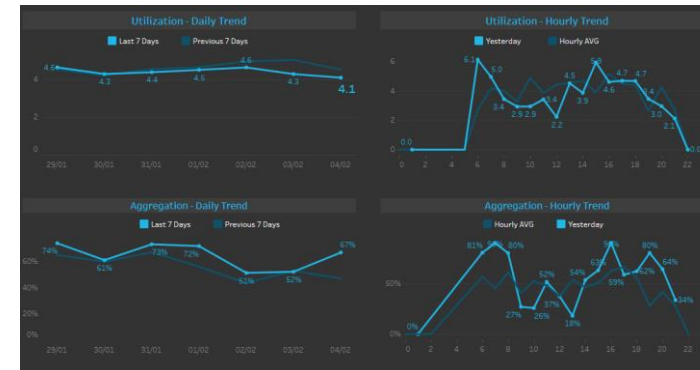 Utilization - Daily Trend
Last 7 Days Previous 7 Days
4.6 4.3 4.4 4.5 4.6 4.3 4.1
4
2
0
29/01 30/01 31/01 01/02 02/02 03/02 04/02
Utilization - Hourly Trend
Yesterday Hourly AVG
0.0 6.1 5.0 3.4 2.9 2.9 3.4 2.2 4.5 3.9 4.6 4.7 4.7 3.4 3.0 2.1 0.0
6
4
2
0
0 2 4 6 8 10 12 14 16 18 20 22
Aggregation - Daily Trend
Last 7 Days Previous 7 Days
74% 61% 73% 72% 51% 52% 67%
60%
40%
20%
0%
29/01 30/01 31/01 01/02 02/02 03/02 04/02
Aggregation - Hourly Trend
Hourly AVG Yesterday
0% 81% 80% 27% 26% 52% 37% 18% 54% 63% 59% 62% 80% 64% 34%
50%
0%
0 2 4 6 8 10 12 14 16 18 20 22